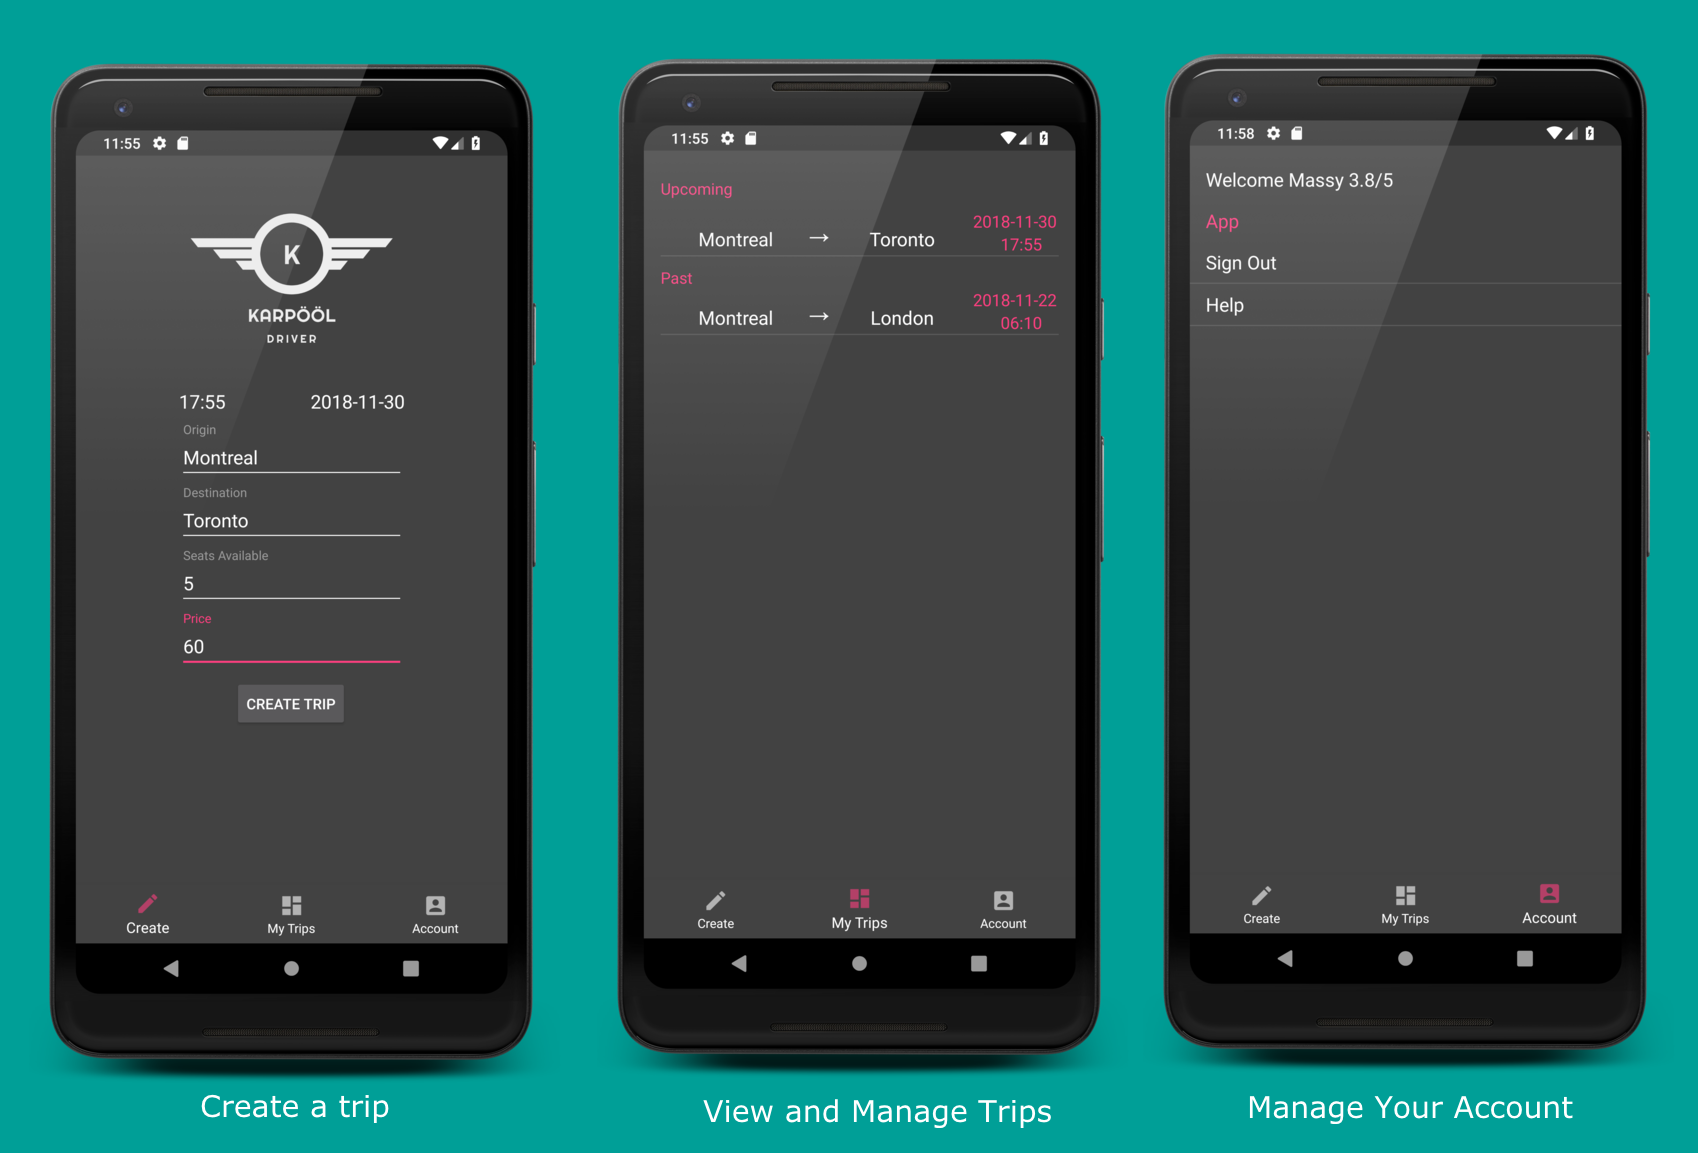 11:55
K
KARPÖÖL
DRIVER
17:55 2018-11-30
Origin
Montreal
Destination
Toronto
Seats Available
5
Price
60
CREATE TRIP
Create My Trips Account
Create a trip
11:55
Upcoming
Montreal → Toronto 2018-11-30
17:55
Past
Montreal → London 2018-11-22
06:10
Create My Trips Account
View and Manage Trips
11:58
Welcome Massy 3.8/5
App
Sign Out
Help
Create My Trips Account
Manage Your Account